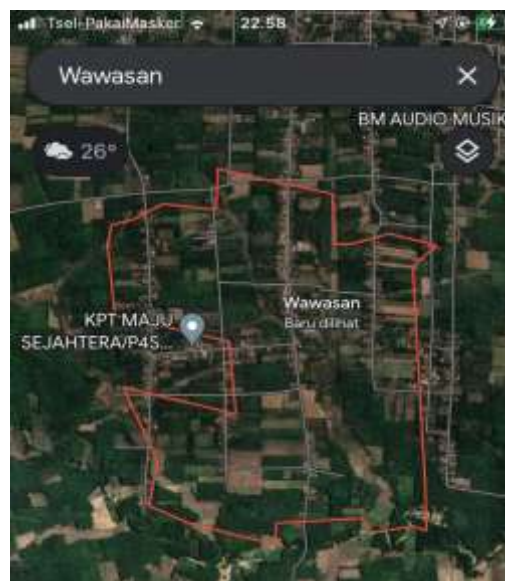 Tsel-PakaiMasker
22.58
Wawasan
BM AUDIO MUSIK
26°
Wawasan
Baru dilihat
KPT MAJU
SEJAHTERA/P4S...